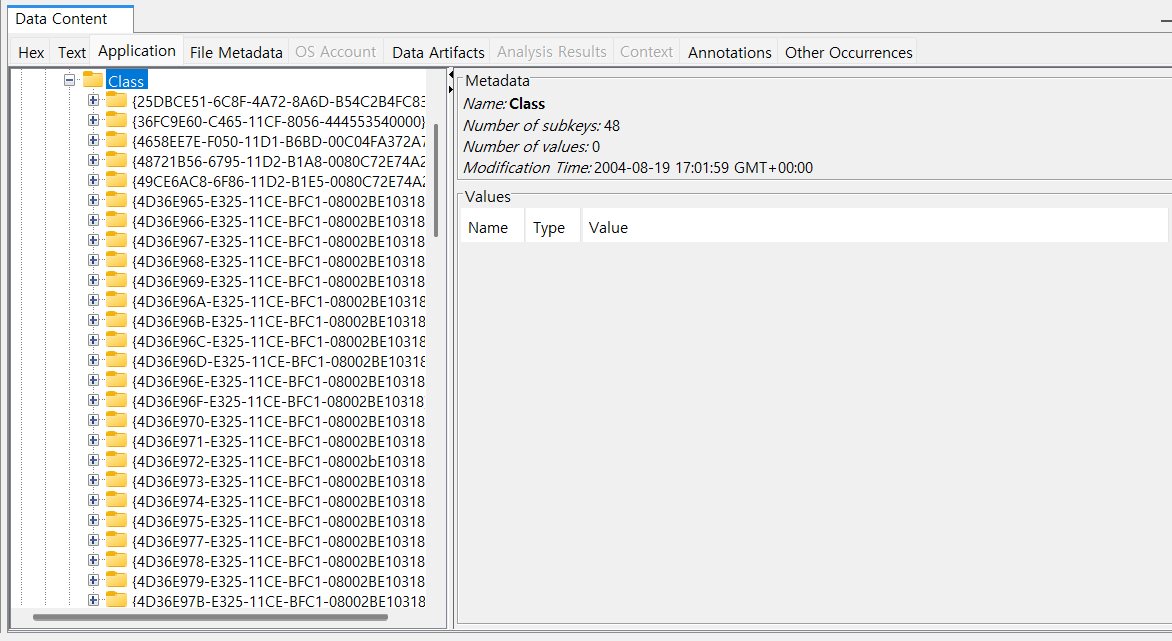 Data Content
Hex Text Application File Metadata OS Account Data Artifacts Analysis Results Context Annotations Other Occurrences
Class
{25DBCE51-6C8F-4A72-8A6D-B54C2B4FC83
{36FC9E60-C465-11CF-8056-444553540000}
{4658EE7E-F050-11D1-B6BD-00C04FA372A7
{48721B56-6795-11D2-B1A8-0080C72E74A2
{49CE6AC8-6F86-11D2-B1E5-0080C72E74A2
{4D36E965-E325-11CE-BFC1-08002BE10318
{4D36E966-E325-11CE-BFC1-08002BE10318
{4D36E967-E325-11CE-BFC1-08002BE10318
{4D36E968-E325-11CE-BFC1-08002BE10318
{4D36E969-E325-11CE-BFC1-08002BE10318
{4D36E96A-E325-11CE-BFC1-08002BE10318
{4D36E96B-E325-11CE-BFC1-08002BE10318
{4D36E96C-E325-11CE-BFC1-08002BE10318
{4D36E96D-E325-11CE-BFC1-08002BE10318
{4D36E96E-E325-11CE-BFC1-08002BE10318
{4D36E96F-E325-11CE-BFC1-08002BE10318
{4D36E970-E325-11CE-BFC1-08002BE10318
{4D36E971-E325-11CE-BFC1-08002BE10318
{4D36E972-E325-11CE-BFC1-08002bE10318
{4D36E973-E325-11CE-BFC1-08002BE10318
{4D36E974-E325-11CE-BFC1-08002BE10318
{4D36E975-E325-11CE-BFC1-08002BE10318
{4D36E977-E325-11CE-BFC1-08002BE10318
{4D36E978-E325-11CE-BFC1-08002BE10318
{4D36E979-E325-11CE-BFC1-08002BE10318
{4D36E97B-E325-11CE-BFC1-08002BE10318
Metadata
Name: Class
Number of subkeys: 48
Number of values: 0
Modification Time: 2004-08-19 17:01:59 GMT+00:00
Values
Name Type Value